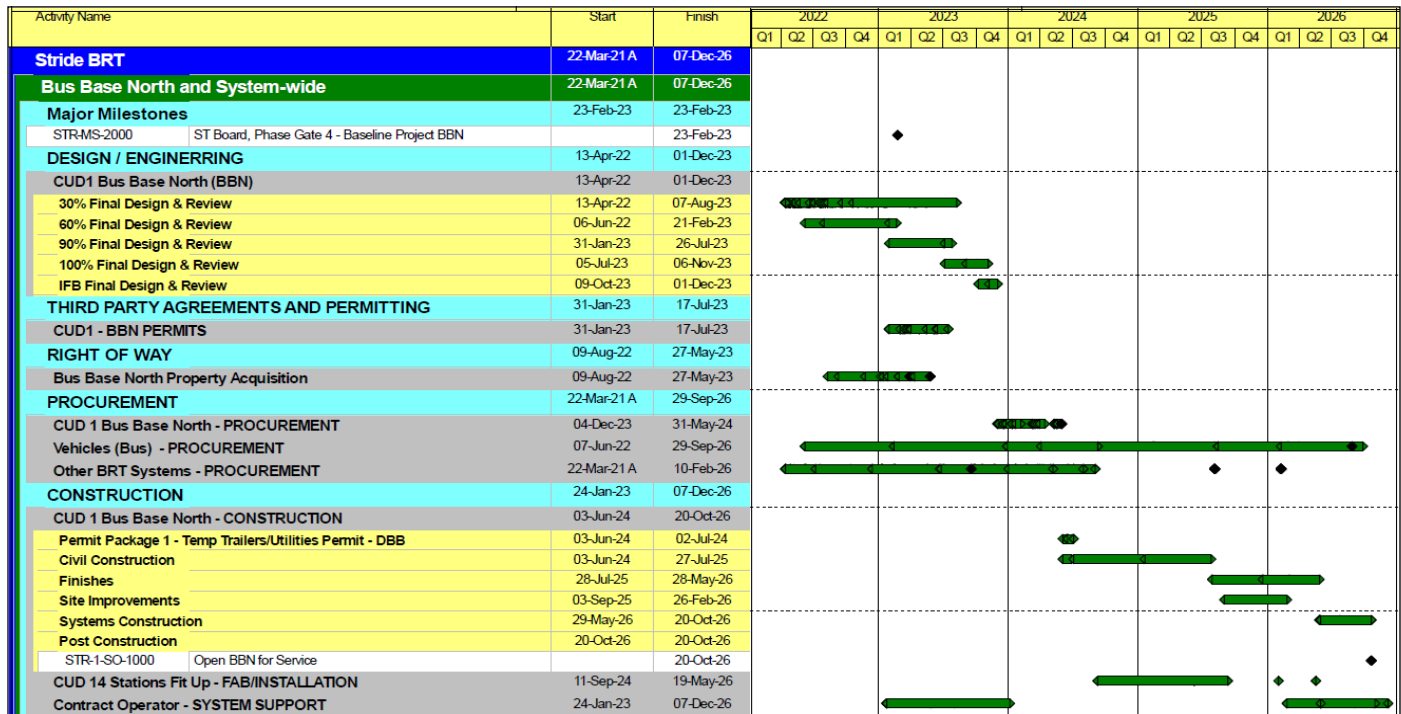 Activity Name Start Finish 2022 2023 2024 2025 2026
Q1 Q2 Q3 Q4 Q1 Q2 Q3 Q4 Q1 Q2 Q3 Q4 Q1 Q2 Q3 Q4 Q1 Q2 Q3 Q4
Stride BRT 22-Mar-21 A 07-Dec-26
Bus Base North and System-wide 22-Mar-21 A 07-Dec-26
Major Milestones 23-Feb-23 23-Feb-23
STR-MS-2000 ST Board, Phase Gate 4 - Baseline Project BBN 23-Feb-23
DESIGN / ENGINERRING 13-Apr-22 01-Dec-23
CUD1 Bus Base North (BBN) 13-Apr-22 01-Dec-23
30% Final Design & Review 13-Apr-22 07-Aug-23
60% Final Design & Review 06-Jun-22 21-Feb-23
90% Final Design & Review 31-Jan-23 26-Jul-23
100% Final Design & Review 05-Jul-23 06-Nov-23
IFB Final Design & Review 09-Oct-23 01-Dec-23
THIRD PARTY AGREEMENTS AND PERMITTING 31-Jan-23 17-Jul-23
CUD1 - BBN PERMITS 31-Jan-23 17-Jul-23
RIGHT OF WAY 09-Aug-22 27-May-23
Bus Base North Property Acquisition 09-Aug-22 27-May-23
PROCUREMENT 22-Mar-21 A 29-Sep-26
CUD 1 Bus Base North - PROCUREMENT 04-Dec-23 31-May-24
Vehicles (Bus) - PROCUREMENT 07-Jun-22 29-Sep-26
Other BRT Systems - PROCUREMENT 22-Mar-21 A 10-Feb-26
CONSTRUCTION 24-Jan-23 07-Dec-26
CUD 1 Bus Base North - CONSTRUCTION 03-Jun-24 20-Oct-26
Permit Package 1 - Temp Trailers/Utilities Permit - DBB 03-Jun-24 02-Jul-24
Civil Construction 03-Jun-24 27-Jul-25
Finishes 28-Jul-25 28-May-26
Site Improvements 03-Sep-25 26-Feb-26
Systems Construction 29-May-26 20-Oct-26
Post Construction 20-Oct-26 20-Oct-26
STR-1-SO-1000 Open BBN for Service 20-Oct-26
CUD 14 Stations Fit Up - FAB/INSTALLATION 11-Sep-24 19-May-26
Contract Operator - SYSTEM SUPPORT 24-Jan-23 07-Dec-26